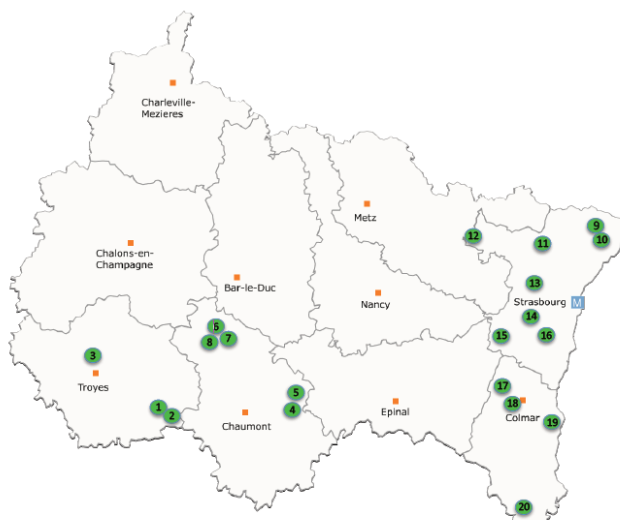 Charleville-
Mezieres
Metz
9
12
11
10
Chalons-en-
Champagne
Bar-le-Duc
13
Nancy
Strasbourg
M
14
6
15
16
8
7
3
Troyes
17
5
1
18
4
Epinal
2
Chaumont
Colmar
19
20